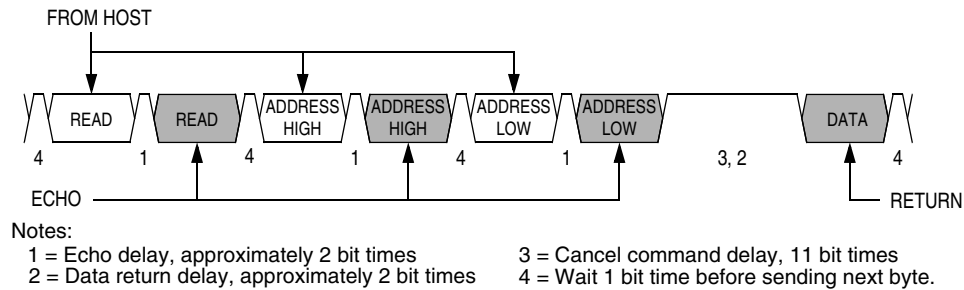 FROM HOST
READ READ ADDRESS HIGH ADDRESS HIGH ADDRESS LOW ADDRESS LOW DATA
4 1 4 1 4 1 3, 2 4
ECHO RETURN
Notes:
1 = Echo delay, approximately 2 bit times
2 = Data return delay, approximately 2 bit times
3 = Cancel command delay, 11 bit times
4 = Wait 1 bit time before sending next byte.